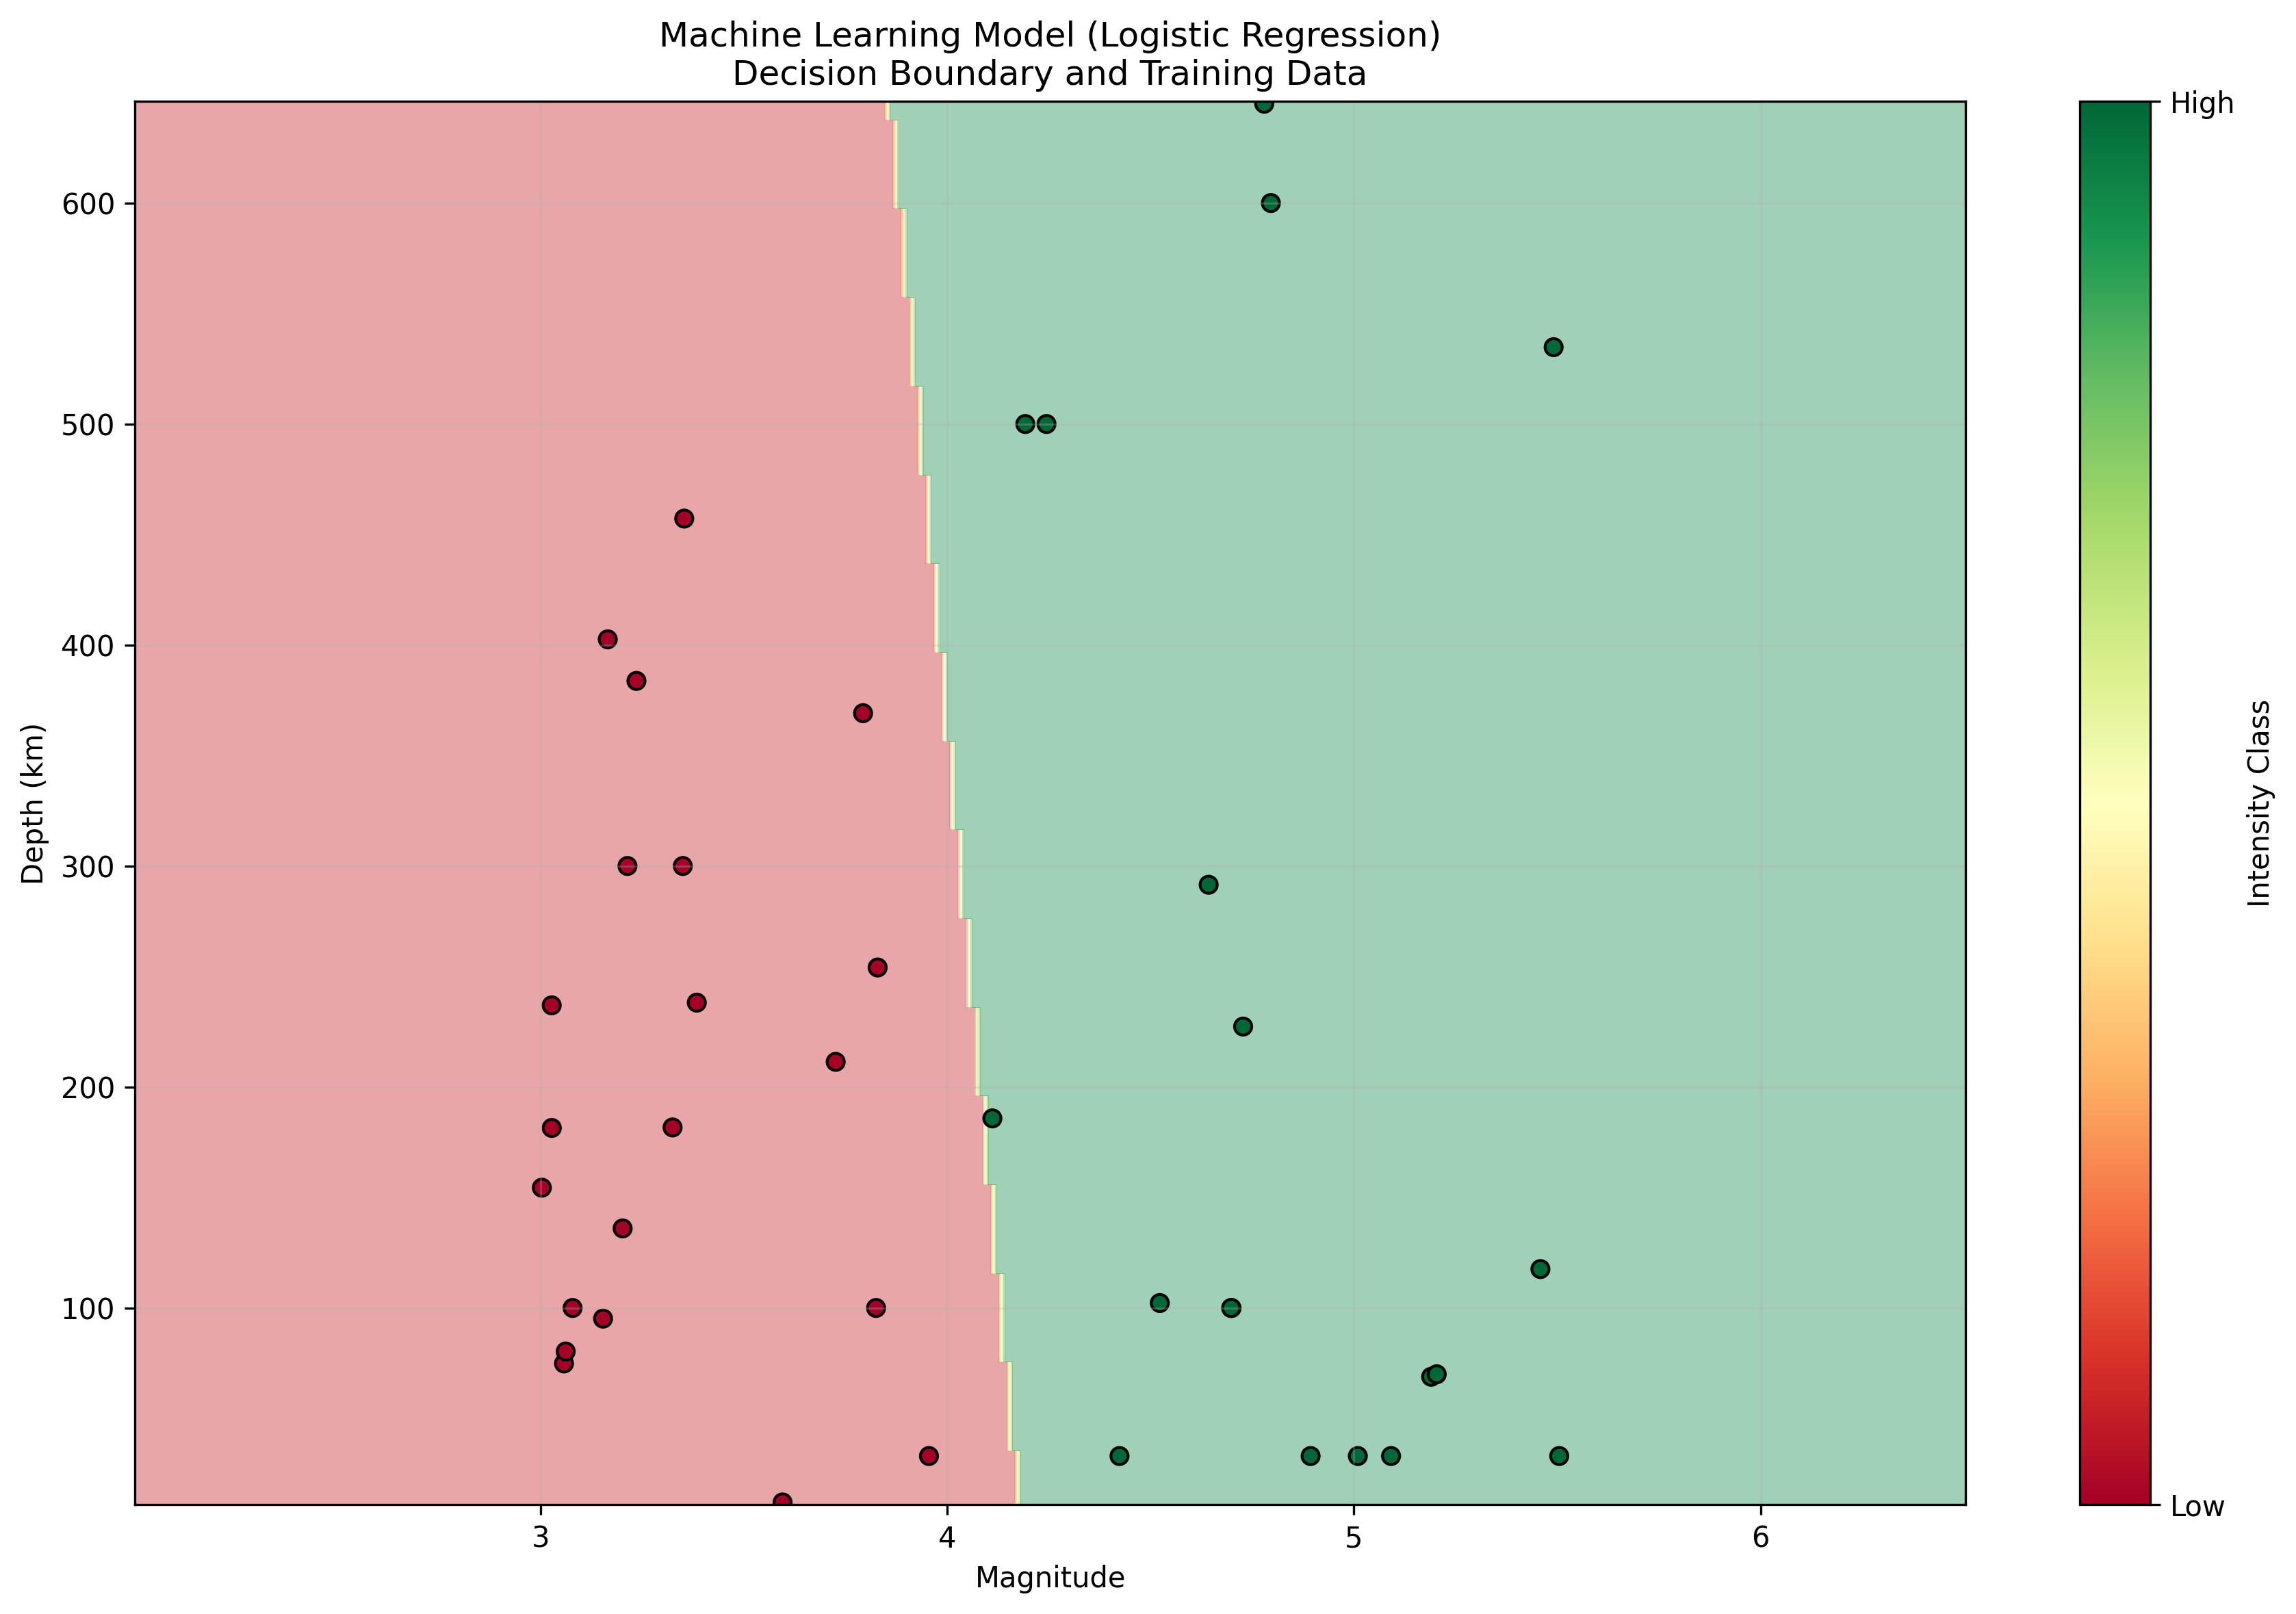 Machine Learning Model (Logistic Regression)
Decision Boundary and Training Data
High
600
500
400
300
200
100
Depth (km)
Intensity Class
Low
3
4
5
6
Magnitude